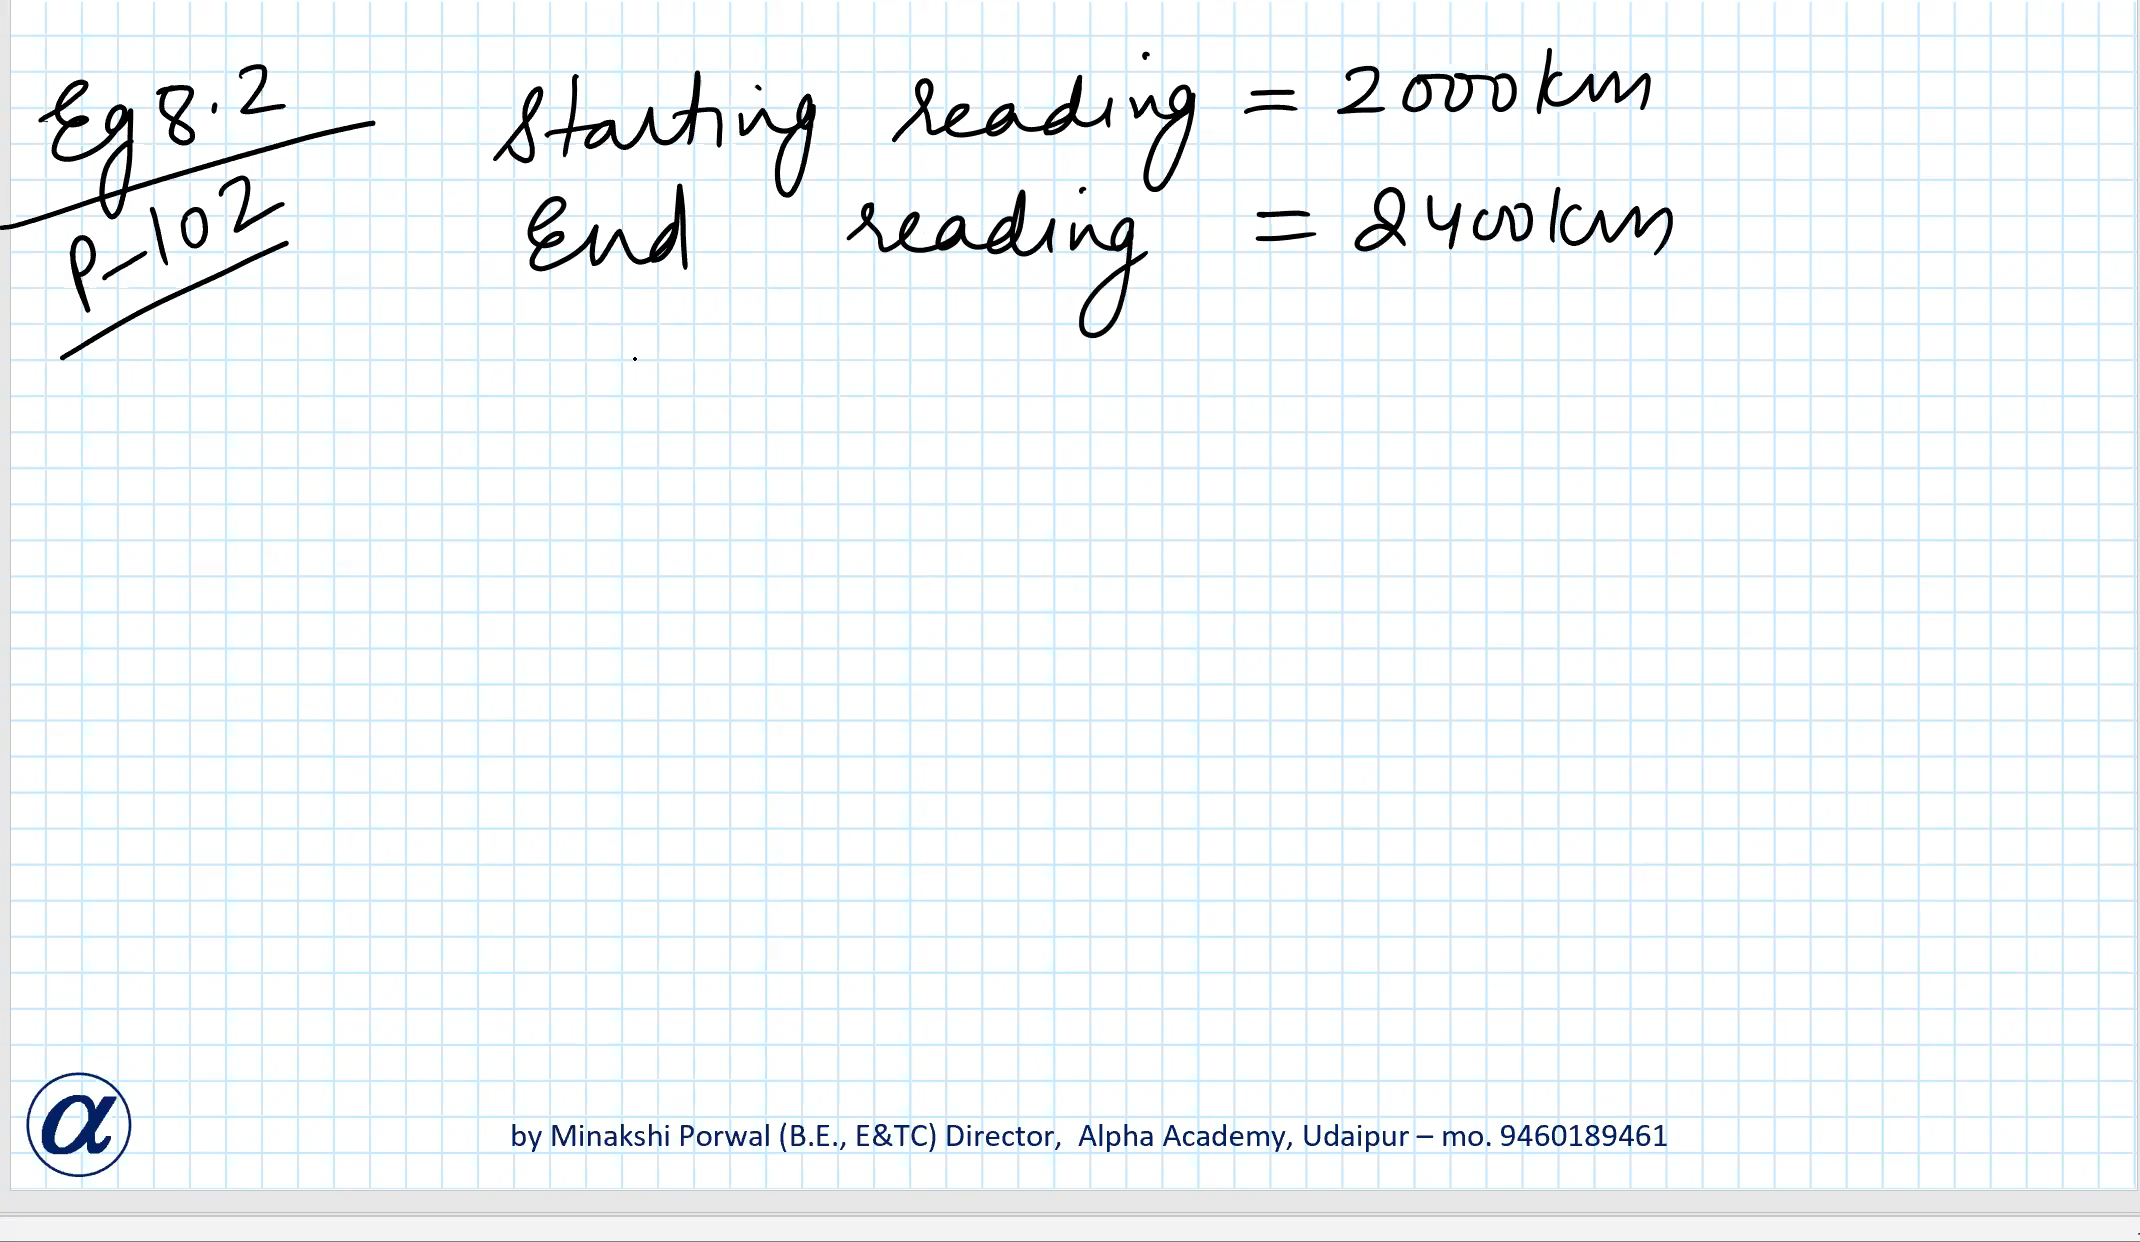 Eg 8.2
P-102
Starting reading = 2000 km
End reading = 2400 km
α
by Minakshi Porwal (B.E., E&TC) Director, Alpha Academy, Udaipur – mo. 9460189461